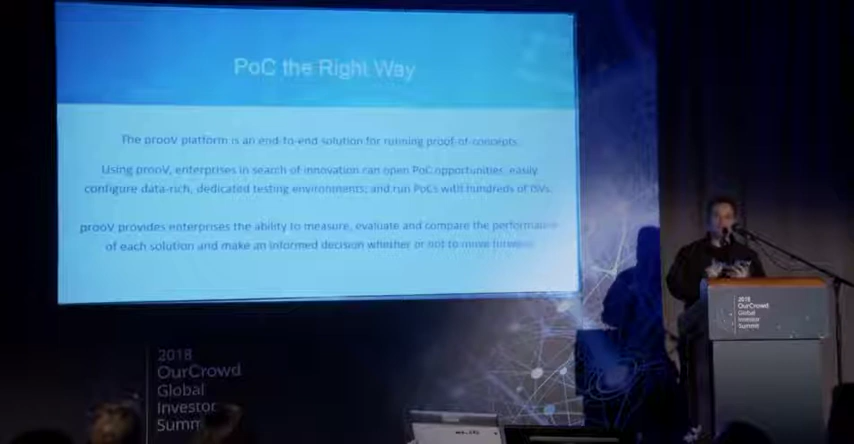 PoC the Right Way
The prooV platform is an end-to-end solution for running proof-of-concepts.
Using prooV, enterprises in search of innovation can open PoC opportunities, easily
configure data-rich, dedicated testing environments; and run PoCs with hundreds of ISVs.
prooV provides enterprises the ability to measure, evaluate and compare the performance
of each solution and make an informed decision whether or not to move forward
2018
OurCrowd
Global
Investor
Summit
2018
OurCrowd
Global
Investor
Summ